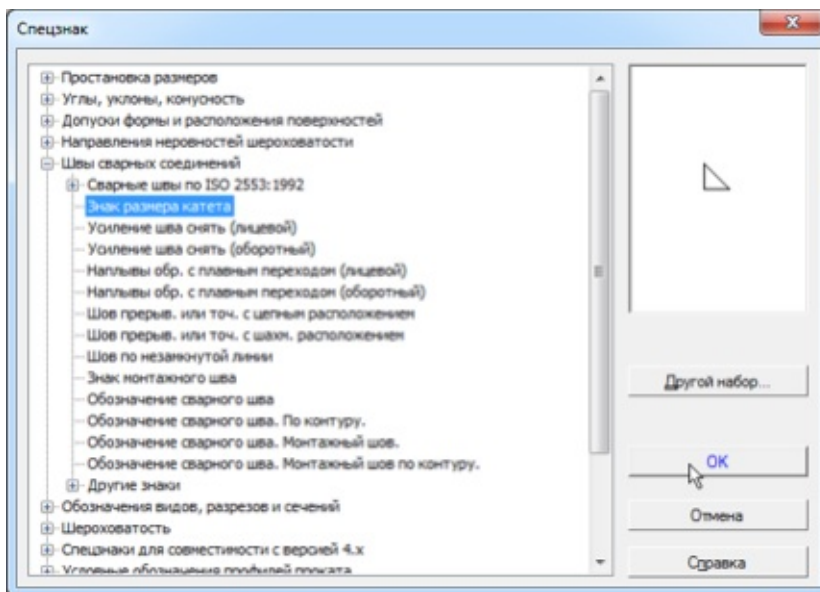 Спецзнак
Простановка размеров
Углы, уклоны, конусность
Допуски формы и расположения поверхностей
Направления неровностей шероховатости
Швы сварных соединений
Сварные швы по ISO 2553:1992
Знак размера катета
Усиление шва снять (лицевой)
Усиление шва снять (оборотный)
Наплывы обр. с плавным переходом (лицевой)
Наплывы обр. с плавным переходом (оборотный)
Шов прерыв. или точ. с цепным расположением
Шов прерыв. или точ. с шахм. расположением
Шов по незамкнутой линии
Знак монтажного шва
Обозначение сварного шва
Обозначение сварного шва. По контуру.
Обозначение сварного шва. Монтажный шов.
Обозначение сварного шва. Монтажный шов по контуру.
Другие знаки
Обозначения видов, разрезов и сечений
Шероховатость
Спецзнаки для совместимости с версией 4.x
Условные обозначения профилей проката
Другой набор...
OK
Отмена
Справка